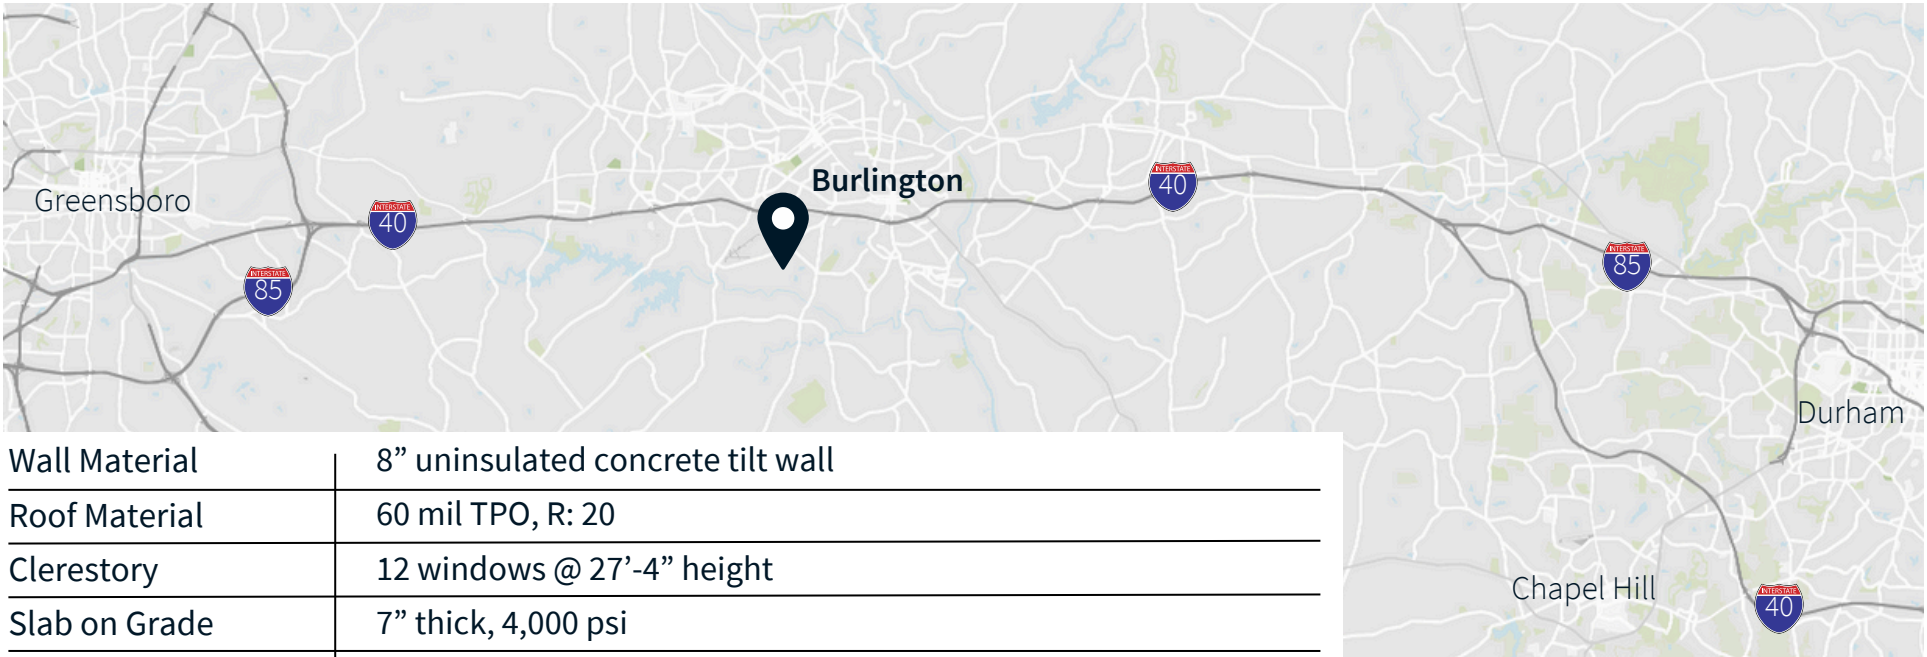 Burlington
INTERSTATE
40
Greensboro
INTERSTATE
40
INTERSTATE
85
INTERSTATE
85
Durham
Wall Material 8” uninsulated concrete tilt wall
Roof Material 60 mil TPO, R: 20
Clerestory 12 windows @ 27’-4” height
Slab on Grade 7” thick, 4,000 psi
Chapel Hill
INTERSTATE
40